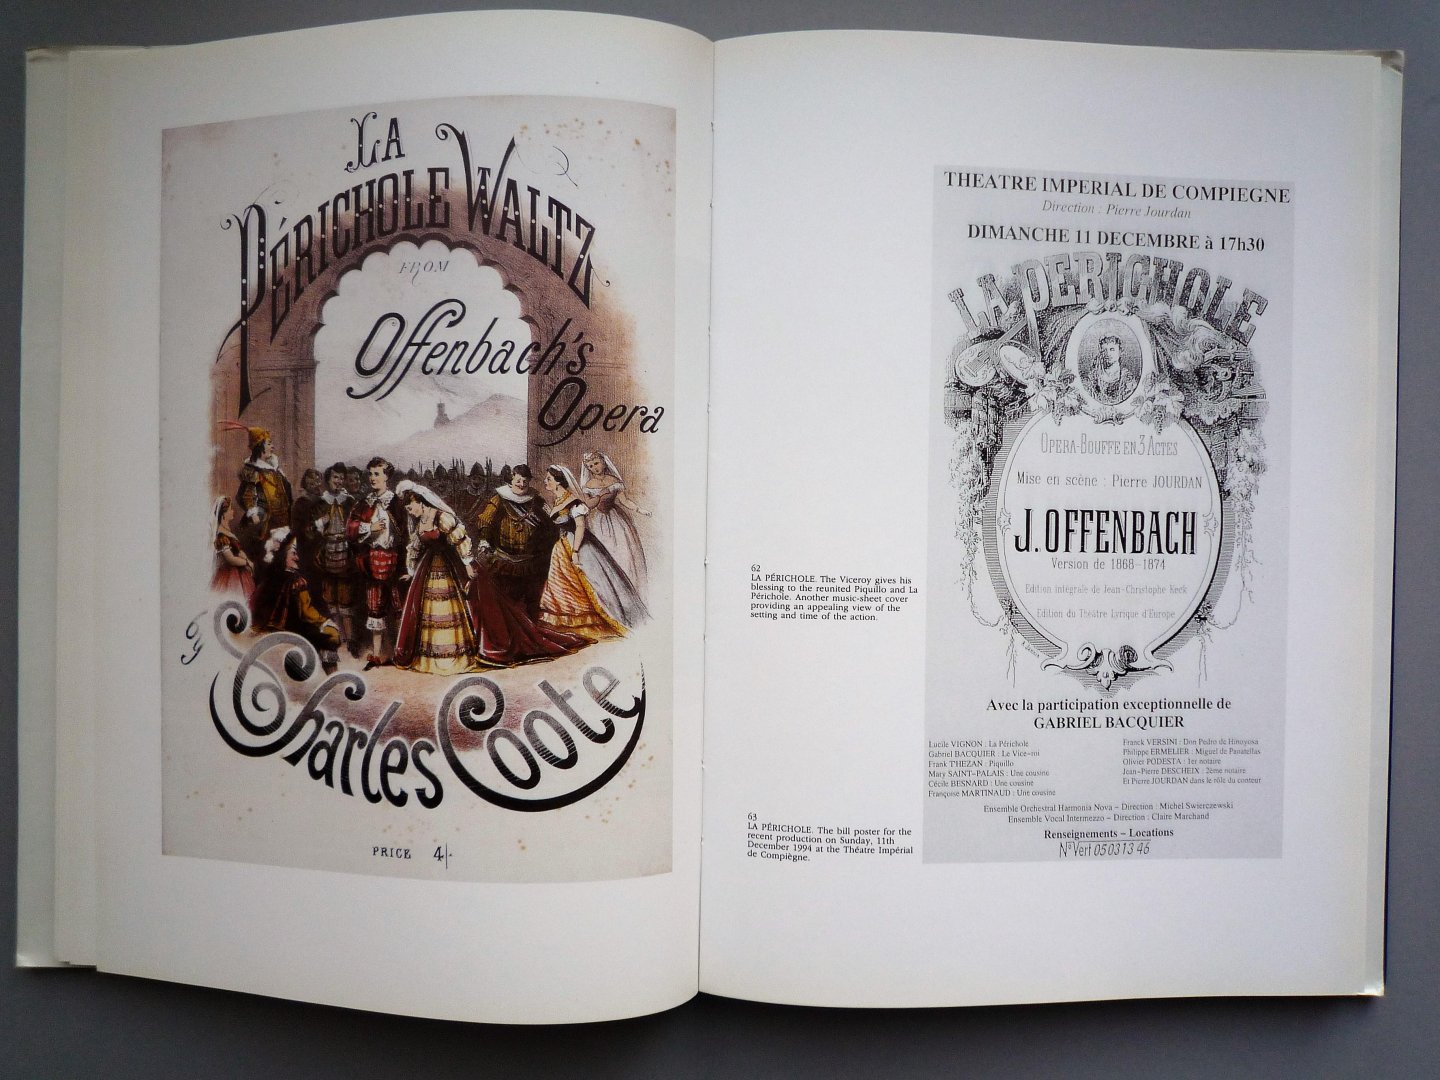 LA
PÉRICHOLE WALTZ
FROM
Offenbach's
Opera
by
Charles Coote
PRICE 4/-
62
LA PÉRICHOLE. The Viceroy gives his
blessing to the reunited Piquillo and La
Périchole. Another music-sheet cover
providing an appealing view of the
setting and time of the action.
63
LA PÉRICHOLE. The bill poster for the
recent production on Sunday, 11th
December 1994 at the Théatre Impérial
de Compiègne.
THEATRE IMPERIAL DE COMPIEGNE
Direction : Pierre Jourdan
DIMANCHE 11 DECEMBRE à 17h30
LA PERICHOLE
OPERA-BOUFFE EN 3 ACTES
Mise en scène : Pierre JOURDAN
J. OFFENBACH
Version de 1868-1874
Edition intégrale de Jean-Christophe Keck
Edition du Théâtre Lyrique d'Europe
Avec la participation exceptionnelle de
GABRIEL BACQUIER
Lucile VIGNON : La Périchole
Gabriel BACQUIER : Le Vice-roi
Frank T'HEZAN : Piquillo
Mary SAINT-PALAIS : Une cousine
Cécile BESNARD : Une cousine
Françoise MARTINAUD : Une cousine
Franck VERSINI : Don Pedro de Hinoyosa
Philippe ERMELIER : Miguel de Panatellas
Olivier PODESTA : 1er notaire
Jean-Pierre DESCHEIX : 2ème notaire
Et Pierre JOURDAN dans le rôle du conteur
Ensemble Orchestral Harmonia Nova – Direction : Michel Swierczewski
Ensemble Vocal Intermezzo – Direction : Claire Marchand
Renseignements – Locations
N° Vert 05 03 13 46